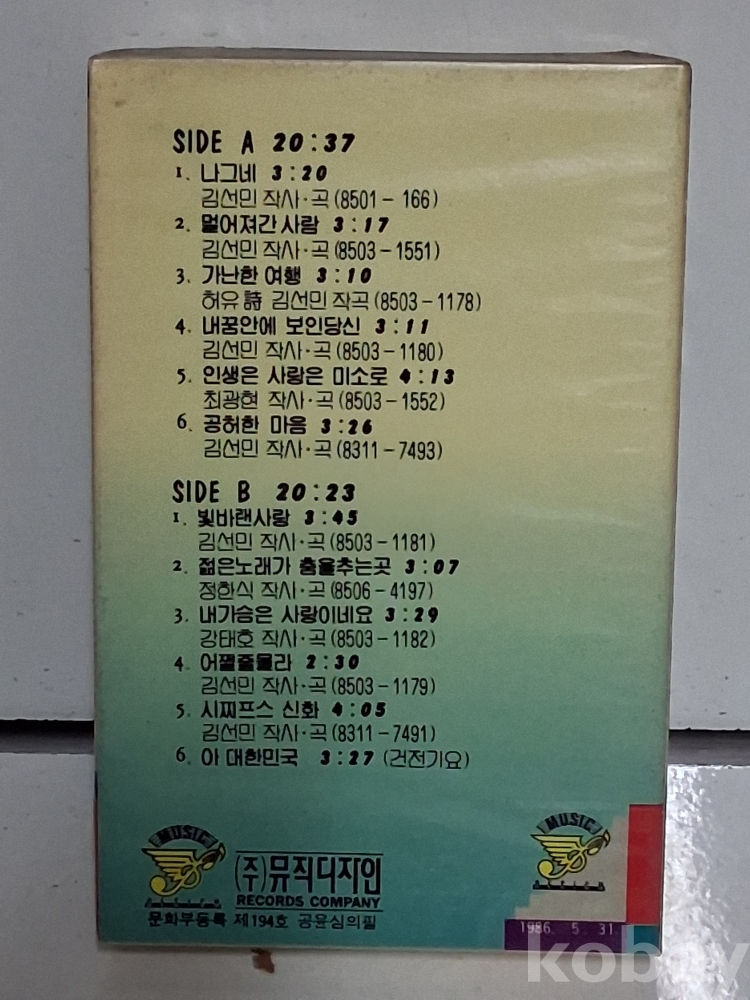 SIDE A 20:37
1. 나그네 3:20
김선민 작사·곡(8501-166)
2. 멀어져간사람 3:17
김선민 작사·곡(8503-1551)
3. 가난한 여행 3:10
허유 詩 김선민 작곡(8503-1178)
4. 내꿈안에 보인당신 3:11
김선민 작사·곡(8503-1180)
5. 인생은 사랑은 미소로 4:13
최광현 작사·곡(8503-1552)
6. 공허한 마음 3:26
김선민 작사·곡(8311-7493)
SIDE B 20:23
1. 빛바랜사랑 3:45
김선민 작사·곡(8503-1181)
2. 젊은노래가 춤을추는곳 3:07
정한식 작사·곡(8506-4197)
3. 내가슴은 사랑이네요 3:29
강태호 작사·곡(8503-1182)
4. 어쩔줄몰라 2:30
김선민 작사·곡(8503-1179)
5. 시찌프스 신화 4:05
김선민 작사·곡(8311-7491)
6. 아 대한민국 3:27 (건전가요)
MUSIC
MUSIC
(주)뮤직디자인
RECORDS COMPANY
문화부등록 제194호 공윤심의필
1986. 5. 31